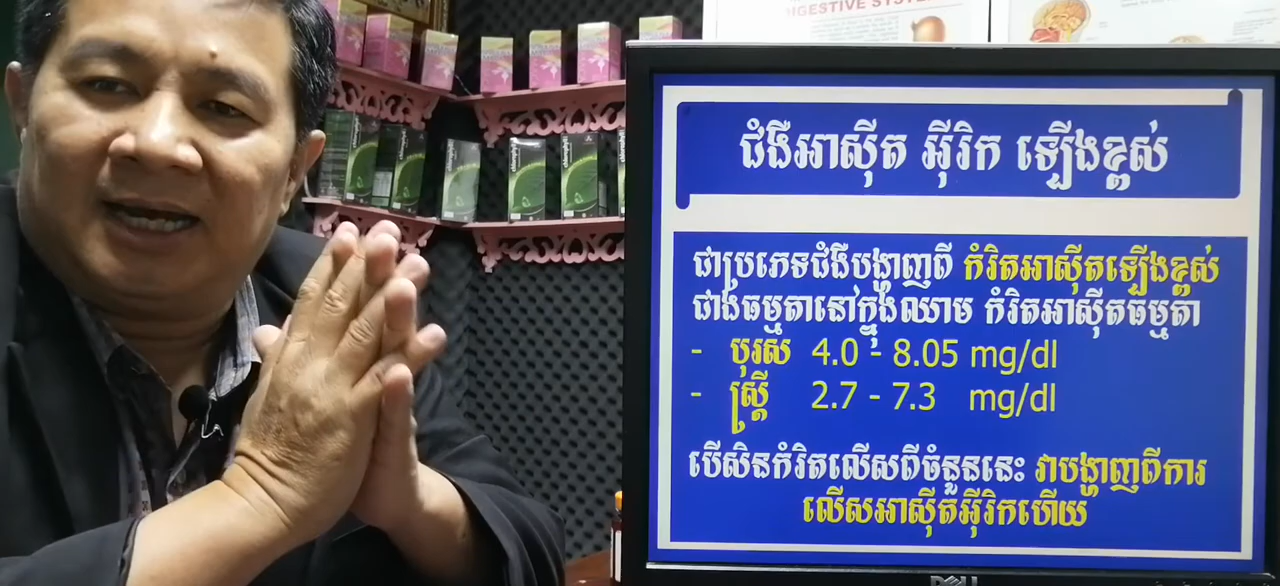 DIGESTIVE SYSTE
ជំងឺអាស៊ីត អ៊ីរិក ឡើងខ្ពស់
ជាប្រភេទជំងឺបង្ហាញពី កំរិតអាស៊ីតឡើងខ្ពស់
ជាងធម្មតានៅក្នុងឈាម កំរិតអាស៊ីតធម្មតា
- បុរស 4.0 - 8.05 mg/dl
- ស្ត្រី 2.7 - 7.3 mg/dl
បើសិនកំរិតលើសពីចំនួននេះ វាបង្ហាញពីការ
លើសអាស៊ីតអ៊ីរិកហើយ